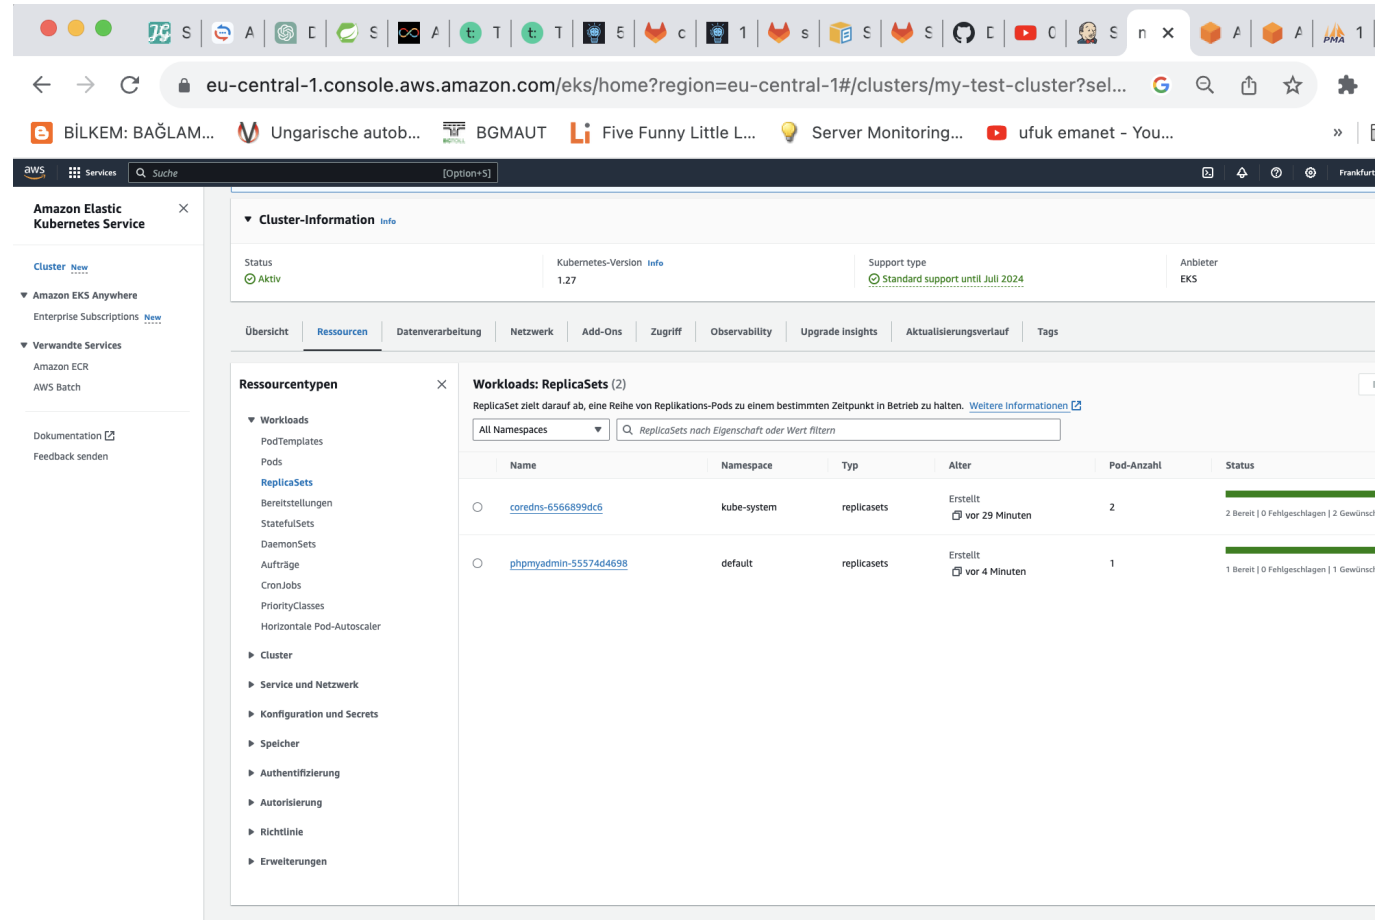 S A D S A T T 5 c 1 s S S D 0 S n A A 1
eu-central-1.console.aws.amazon.com/eks/home?region=eu-central-1#/clusters/my-test-cluster?sel...
BİLKEM: BAĞLAM... Ungarische autob... BGMAUT Five Funny Little L... Server Monitoring... ufuk emanet - You... »
aws Services Suche [Option+S] Frankfurt
Amazon Elastic
Kubernetes Service
Cluster New
Amazon EKS Anywhere
Enterprise Subscriptions New
Verwandte Services
Amazon ECR
AWS Batch
Dokumentation
Feedback senden
Cluster-Information Info
Status
Aktiv
Kubernetes-Version Info
1.27
Support type
Standard support until Juli 2024
Anbieter
EKS
Übersicht Ressourcen Datenverarbeitung Netzwerk Add-Ons Zugriff Observability Upgrade insights Aktualisierungsverlauf Tags
Ressourcentypen
Workloads
PodTemplates
Pods
ReplicaSets
Bereitstellungen
StatefulSets
DaemonSets
Aufträge
CronJobs
PriorityClasses
Horizontale Pod-Autoscaler
Cluster
Service und Netzwerk
Konfiguration und Secrets
Speicher
Authentifizierung
Autorisierung
Richtlinie
Erweiterungen
Workloads: ReplicaSets (2)
ReplicaSet zielt darauf ab, eine Reihe von Replikations-Pods zu einem bestimmten Zeitpunkt in Betrieb zu halten. Weitere Informationen
All Namespaces ReplicaSets nach Eigenschaft oder Wert filtern
Name Namespace Typ Alter Pod-Anzahl Status
coredns-6566899dc6 kube-system replicasets Erstellt vor 29 Minuten 2 2 Bereit | 0 Fehlgeschlagen | 2 Gewünsch
phpmyadmin-55574d4698 default replicasets Erstellt vor 4 Minuten 1 1 Bereit | 0 Fehlgeschlagen | 1 Gewünsch